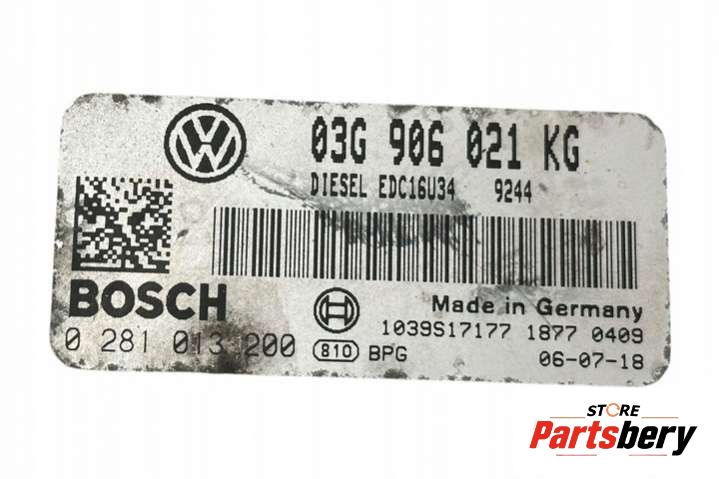 03G 906 021 KG
DIESEL EDC16U34 9244
BOSCH
Made in Germany
0 281 013 200
1039S17177 1877 0409
810 BPG
06-07-18
STORE
Partsbery